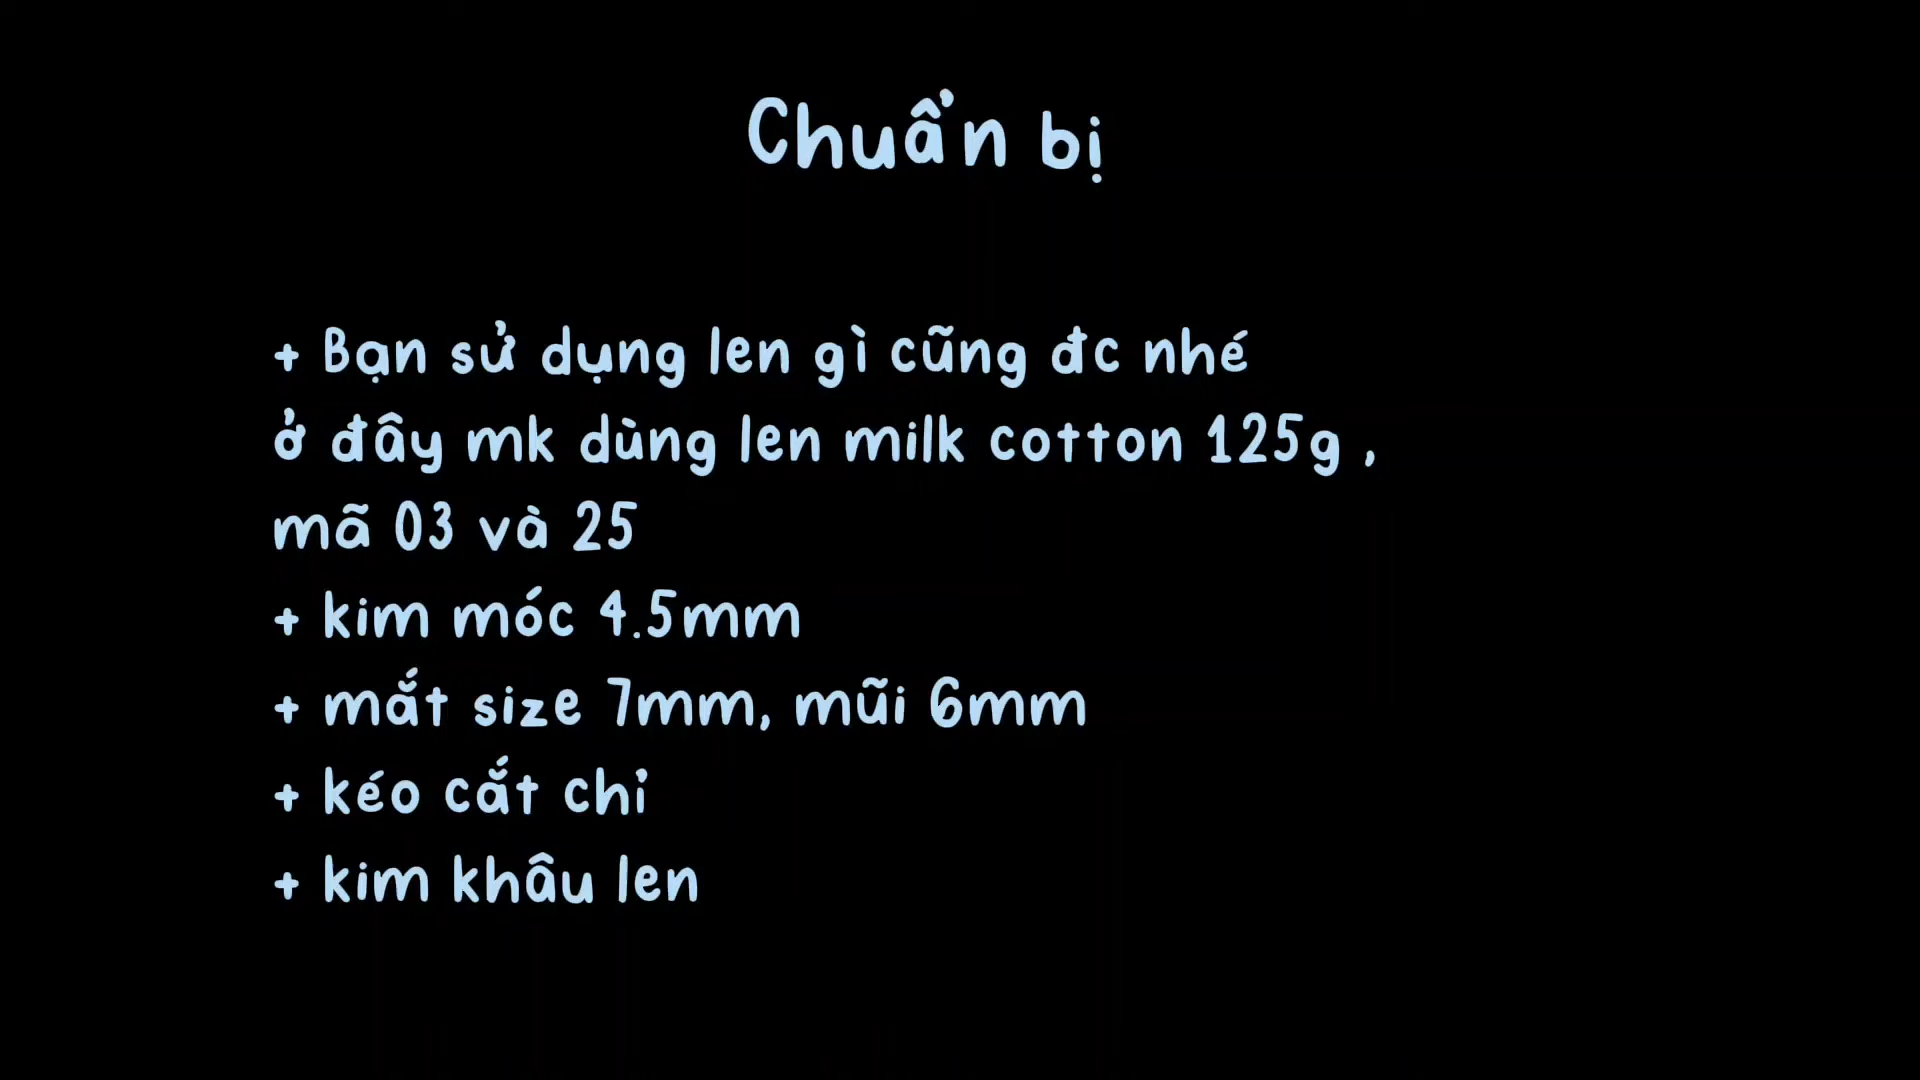 Chuẩn bị
+ Bạn sử dụng len gì cũng đc nhé
ở đây mk dùng len milk cotton 125g ,
mã 03 và 25
+ kim móc 4.5mm
+ mắt size 7mm, mũi 6mm
+ kéo cắt chỉ
+ kim khâu len